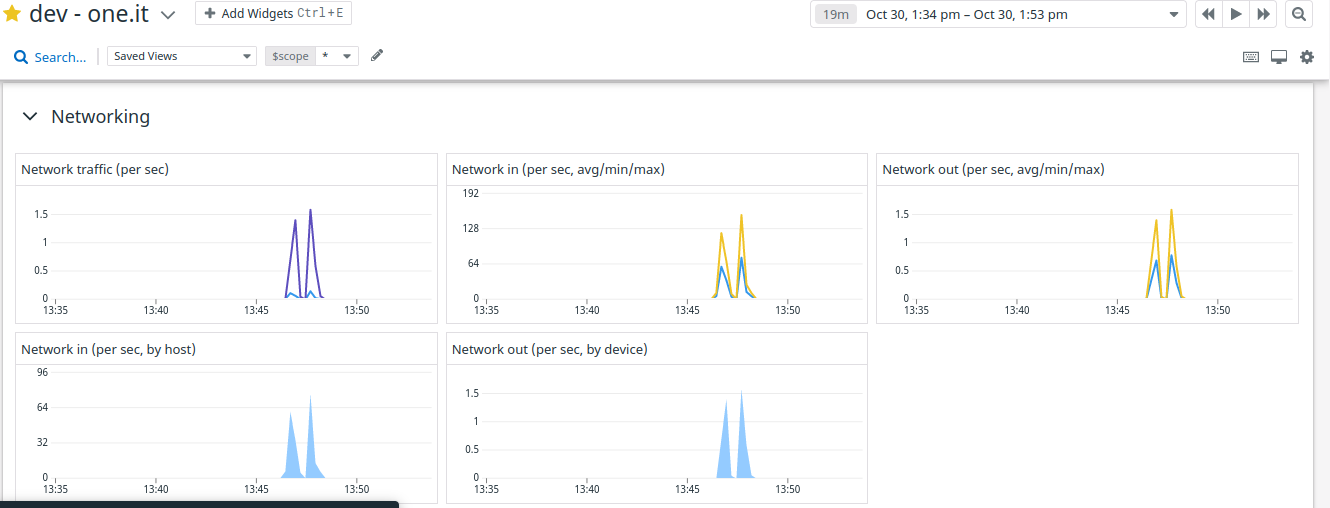 dev - one.it
+ Add Widgets Ctrl+E
19m Oct 30, 1:34 pm – Oct 30, 1:53 pm
Search...
Saved Views
$scope *
Networking
Network traffic (per sec)
1.5
1
0.5
0
13:35 13:40 13:45 13:50
Network in (per sec, avg/min/max)
192
128
64
0
13:35 13:40 13:45 13:50
Network out (per sec, avg/min/max)
1.5
1
0.5
0
13:35 13:40 13:45 13:50
Network in (per sec, by host)
96
64
32
0
13:35 13:40 13:45 13:50
Network out (per sec, by device)
1.5
1
0.5
0
13:35 13:40 13:45 13:50